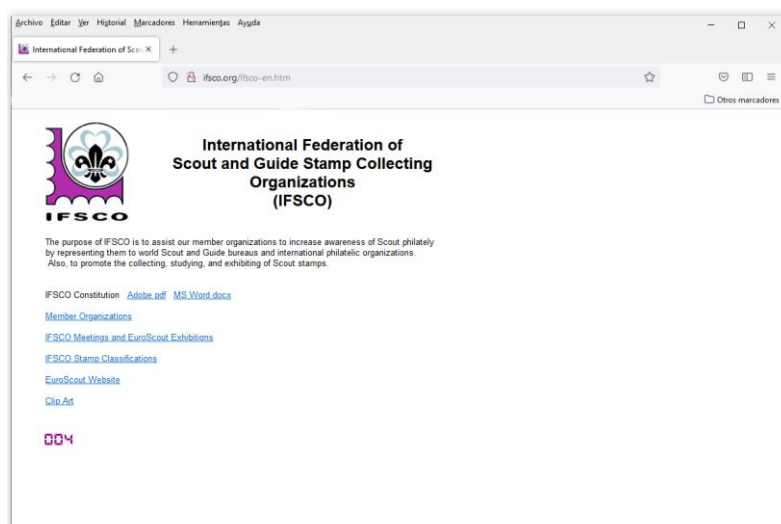 Archivo Editar Ver Historial Marcadores Herramientas Ayuda
International Federation of Scou
ifsco.org/ifsco-en.htm
Otros marcadores
International Federation of
Scout and Guide Stamp Collecting
Organizations
(IFSCO)
IFSCO
The purpose of IFSCO is to assist our member organizations to increase awareness of Scout philately
by representing them to world Scout and Guide bureaus and international philatelic organizations.
Also, to promote the collecting, studying, and exhibiting of Scout stamps.
IFSCO Constitution Adobe pdf MS Word docx
Member Organizations
IFSCO Meetings and EuroScout Exhibitions
IFSCO Stamp Classifications
EuroScout Website
Clip Art
004